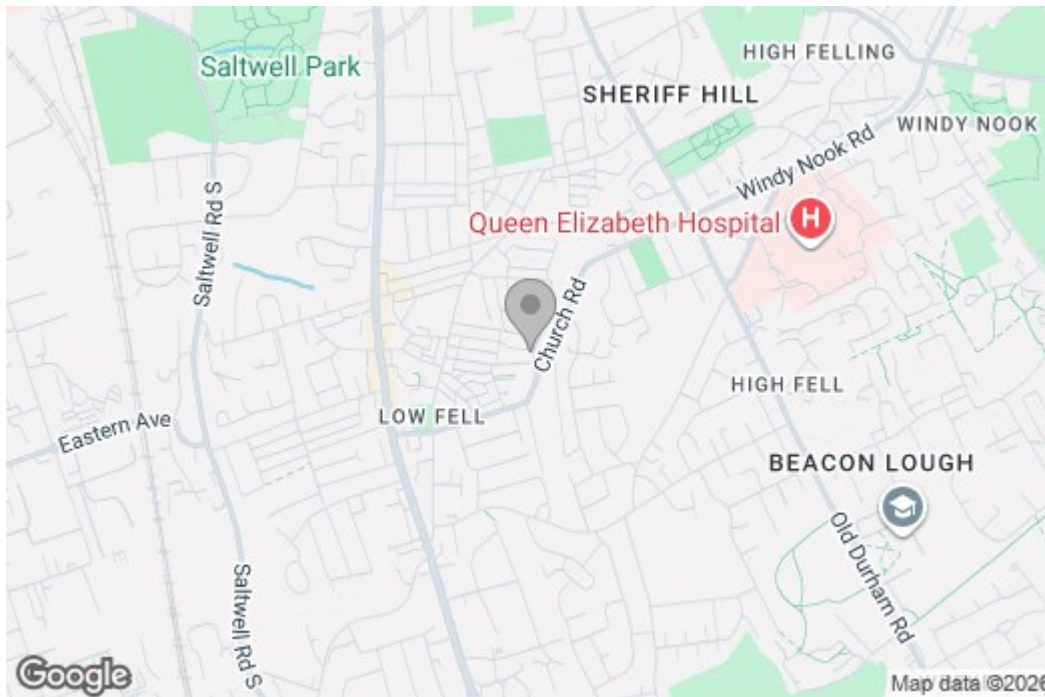 HIGH FELLING
Saltwell Park
SHERIFF HILL
WINDY NOOK
Windy Nook Rd
Queen Elizabeth Hospital
H
Saltwell Rd S
Church Rd
HIGH FELL
LOW FELL
Eastern Ave
BEACON LOUGH
Old Durham Rd
Saltwell Rd S
Google
Map data ©2026